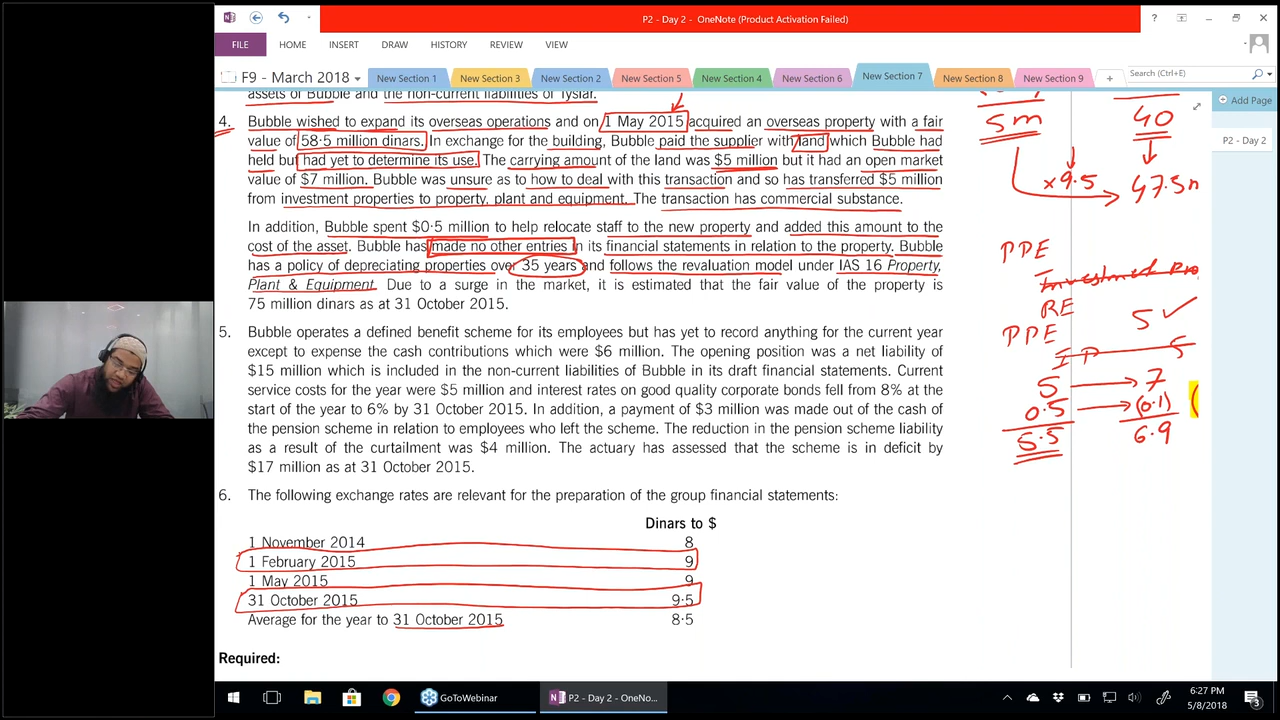 P2 - Day 2 - OneNote (Product Activation Failed)
FILE HOME INSERT DRAW HISTORY REVIEW VIEW
F9 - March 2018 New Section 1 New Section 3 New Section 2 New Section 5 New Section 4 New Section 6 New Section 7 New Section 8 New Section 9 Search (Ctrl+E)
Add Page
P2 - Day 2
assets of Bubble and the non-current liabilities of Tyslar.
4. Bubble wished to expand its overseas operations and on 1 May 2015 acquired an overseas property with a fair
value of 58·5 million dinars. In exchange for the building, Bubble paid the supplier with land which Bubble had
held but had yet to determine its use. The carrying amount of the land was $5 million but it had an open market
value of $7 million. Bubble was unsure as to how to deal with this transaction and so has transferred $5 million
from investment properties to property, plant and equipment. The transaction has commercial substance.
In addition, Bubble spent $0·5 million to help relocate staff to the new property and added this amount to the
cost of the asset. Bubble has made no other entries in its financial statements in relation to the property. Bubble
has a policy of depreciating properties over 35 years and follows the revaluation model under IAS 16 Property,
Plant & Equipment. Due to a surge in the market, it is estimated that the fair value of the property is
75 million dinars as at 31 October 2015.
5. Bubble operates a defined benefit scheme for its employees but has yet to record anything for the current year
except to expense the cash contributions which were $6 million. The opening position was a net liability of
$15 million which is included in the non-current liabilities of Bubble in its draft financial statements. Current
service costs for the year were $5 million and interest rates on good quality corporate bonds fell from 8% at the
start of the year to 6% by 31 October 2015. In addition, a payment of $3 million was made out of the cash of
the pension scheme in relation to employees who left the scheme. The reduction in the pension scheme liability
as a result of the curtailment was $4 million. The actuary has assessed that the scheme is in deficit by
$17 million as at 31 October 2015.
6. The following exchange rates are relevant for the preparation of the group financial statements:
Dinars to $
1 November 2014 8
1 February 2015 9
1 May 2015 9
31 October 2015 9·5
Average for the year to 31 October 2015 8·5
Required:
5m 40
×9.5 47.5m
PPE
Investment Pro
RE 5 ✓
PPE
IP 5
5 → 7
0.5 → (0.1) (
5.5 6.9
GoToWebinar P2 - Day 2 - OneNo...
6:27 PM
5/8/2018
3